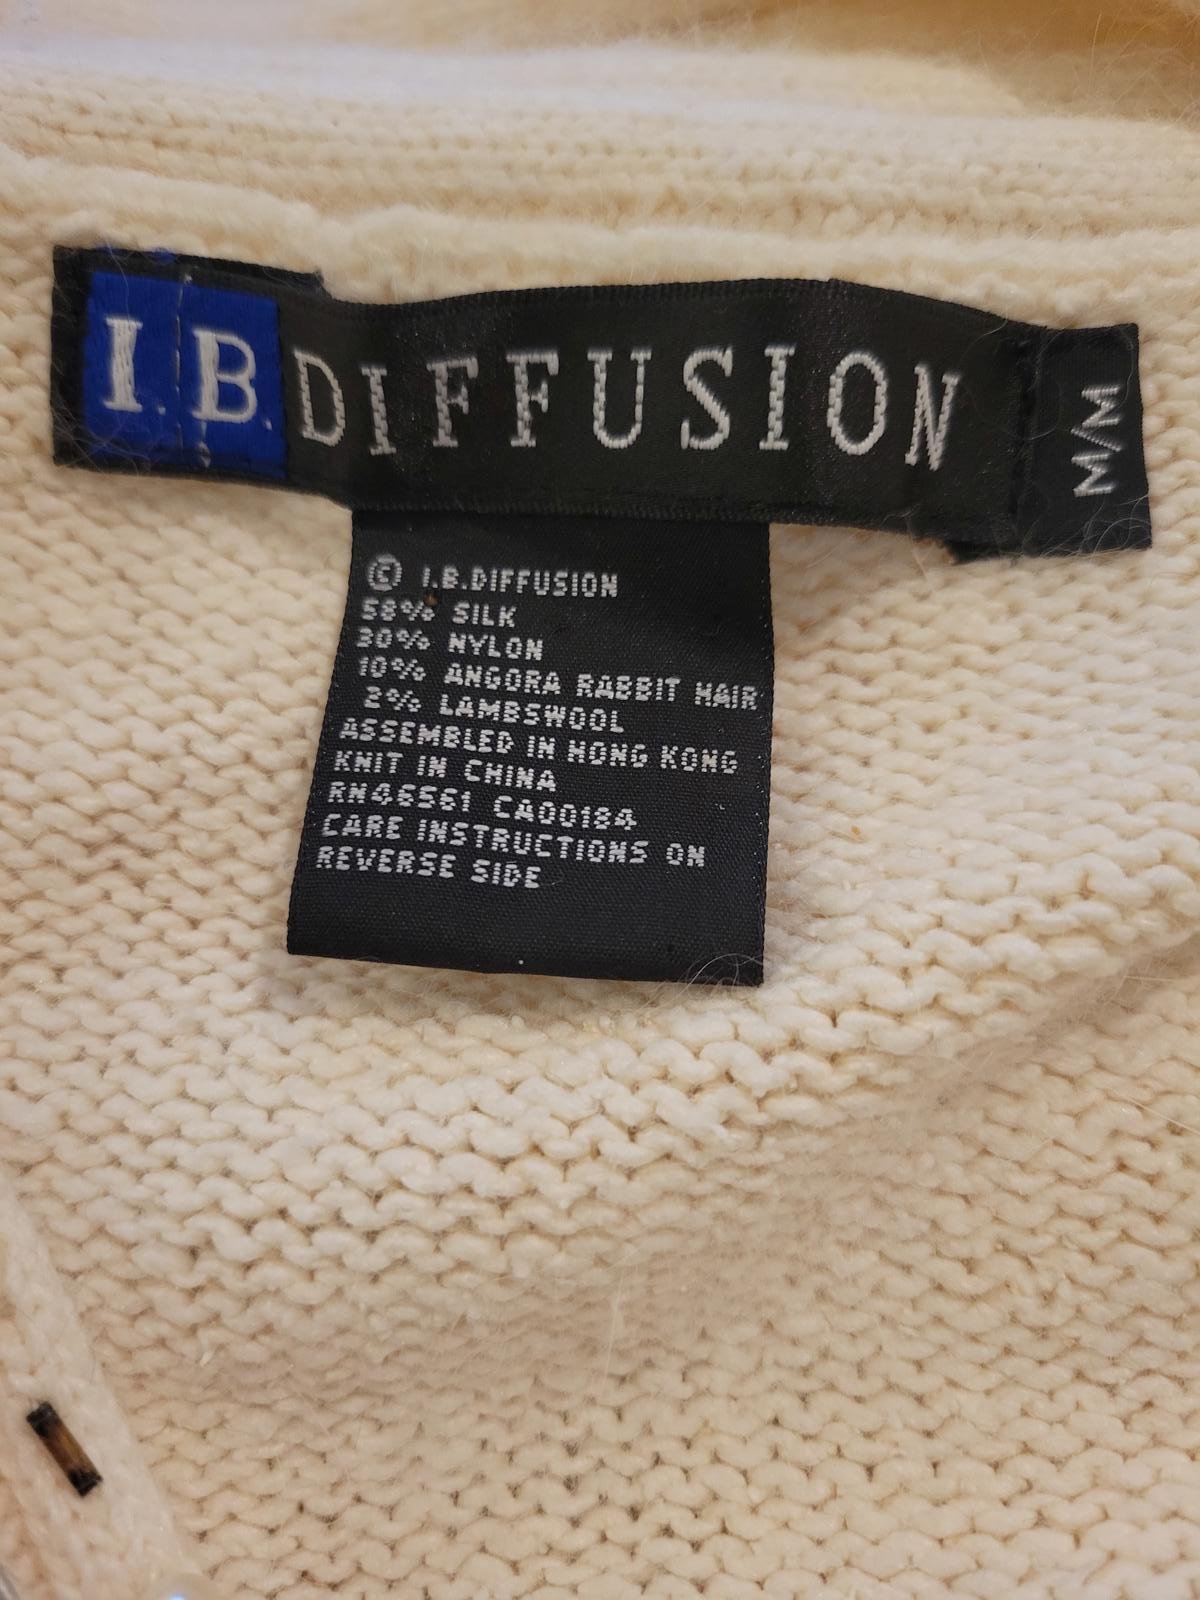 I.B. DIFFUSION
M/M
© I.B.DIFFUSION
58% SILK
30% NYLON
10% ANGORA RABBIT HAIR
2% LAMBSWOOL
ASSEMBLED IN HONG KONG
KNIT IN CHINA
RN46561 CA00184
CARE INSTRUCTIONS ON
REVERSE SIDE